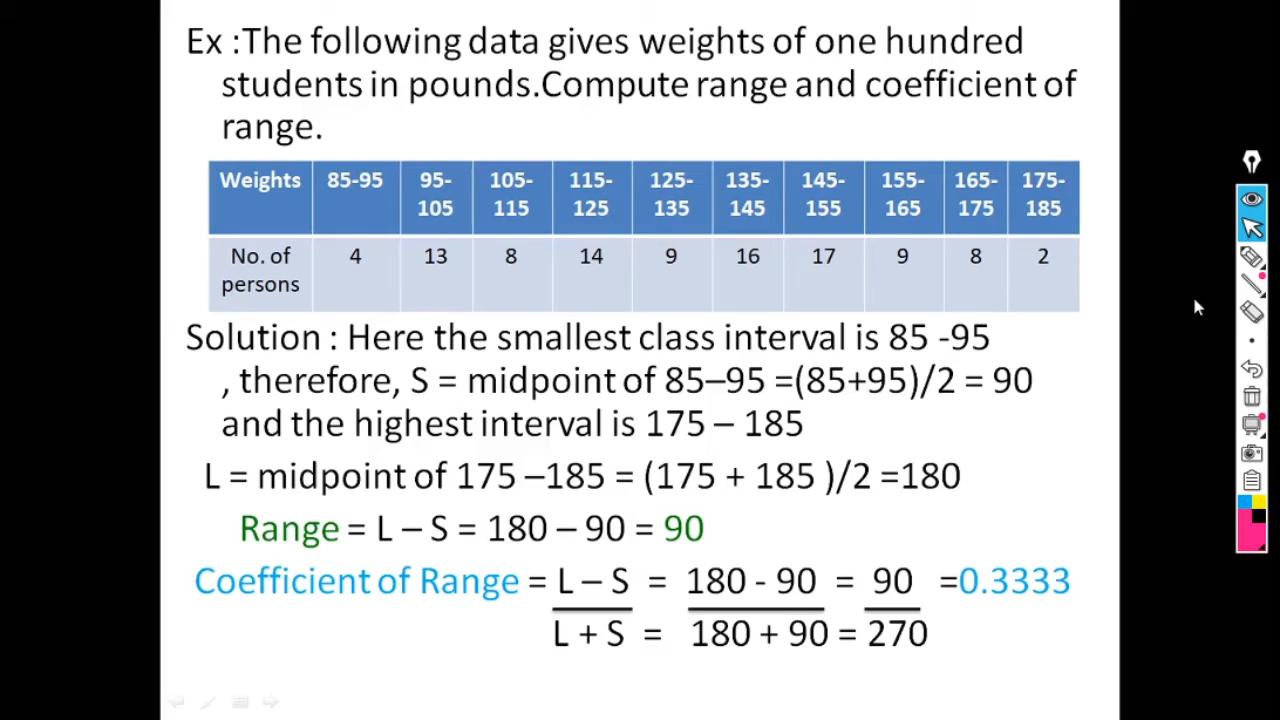 Ex :The following data gives weights of one hundred
students in pounds.Compute range and coefficient of
range.
Weights 85-95 95-105 105-115 115-125 125-135 135-145 145-155 155-165 165-175 175-185
No. of persons 4 13 8 14 9 16 17 9 8 2
Solution : Here the smallest class interval is 85 -95
, therefore, S = midpoint of 85–95 =(85+95)/2 = 90
and the highest interval is 175 – 185
L = midpoint of 175 –185 = (175 + 185 )/2 =180
Range = L – S = 180 – 90 = 90
Coefficient of Range = L – S = 180 - 90 = 90 =0.3333
L + S = 180 + 90 = 270